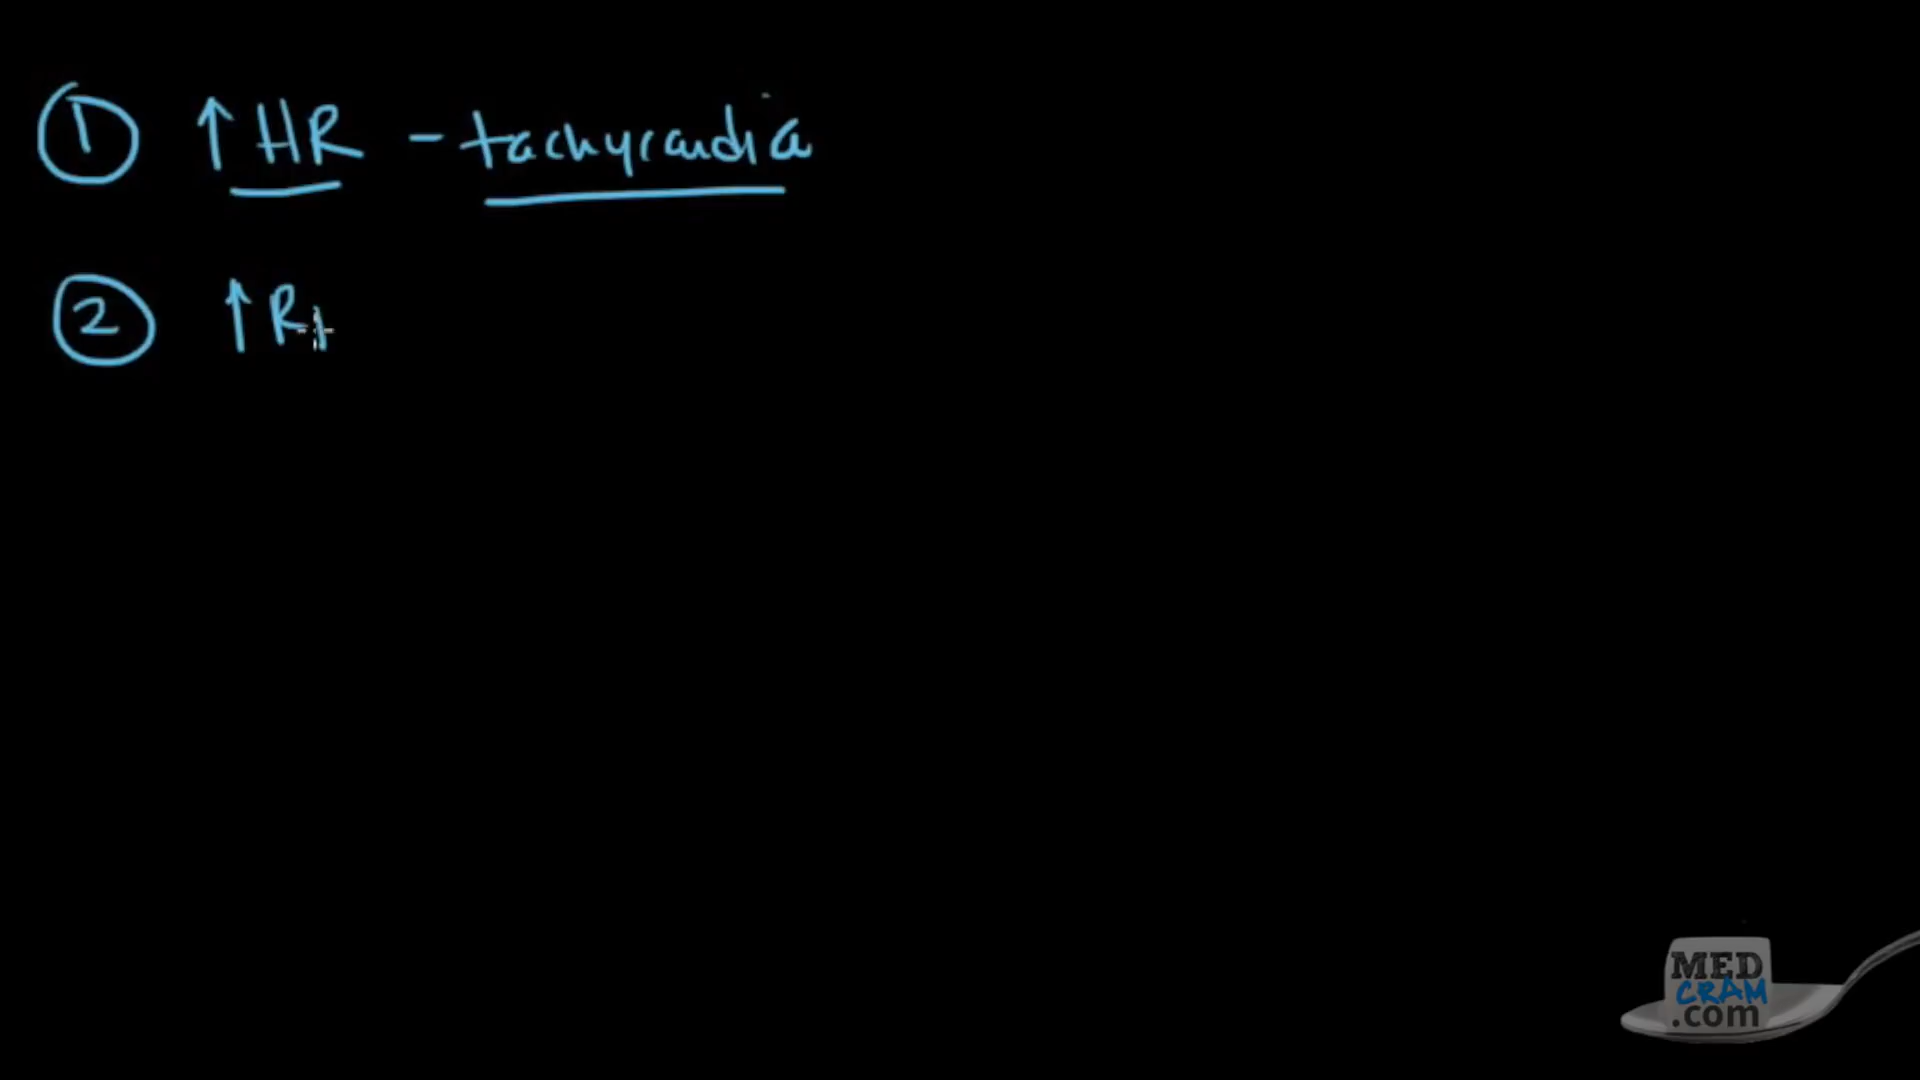 ① ↑ HR - tachycardia
② ↑ R
MED
CRAM
.com